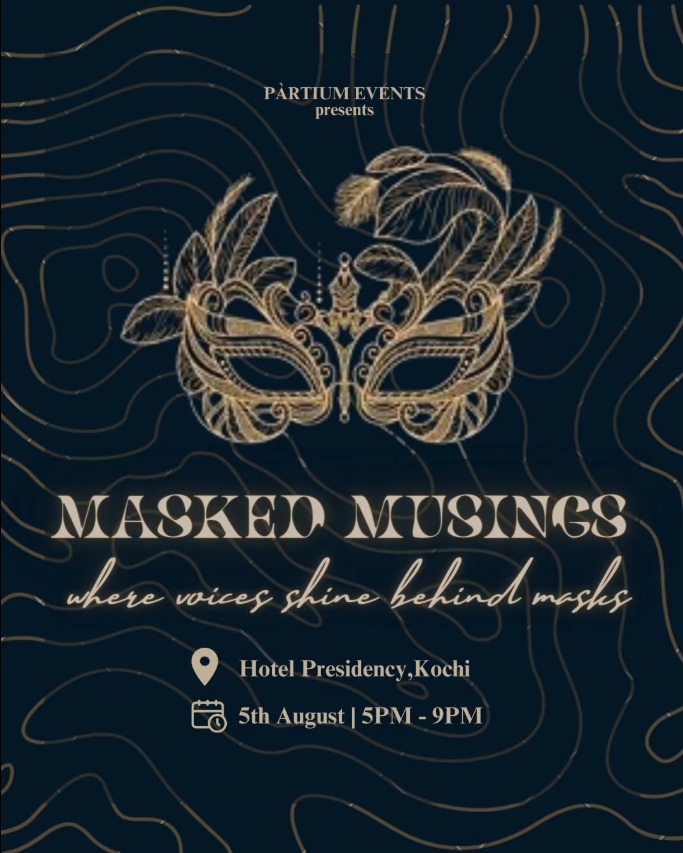 PÀRTIUM EVENTS
presents
MASKED MUSINGS
where voices shine behind masks
Hotel Presidency,Kochi
5th August | 5PM - 9PM